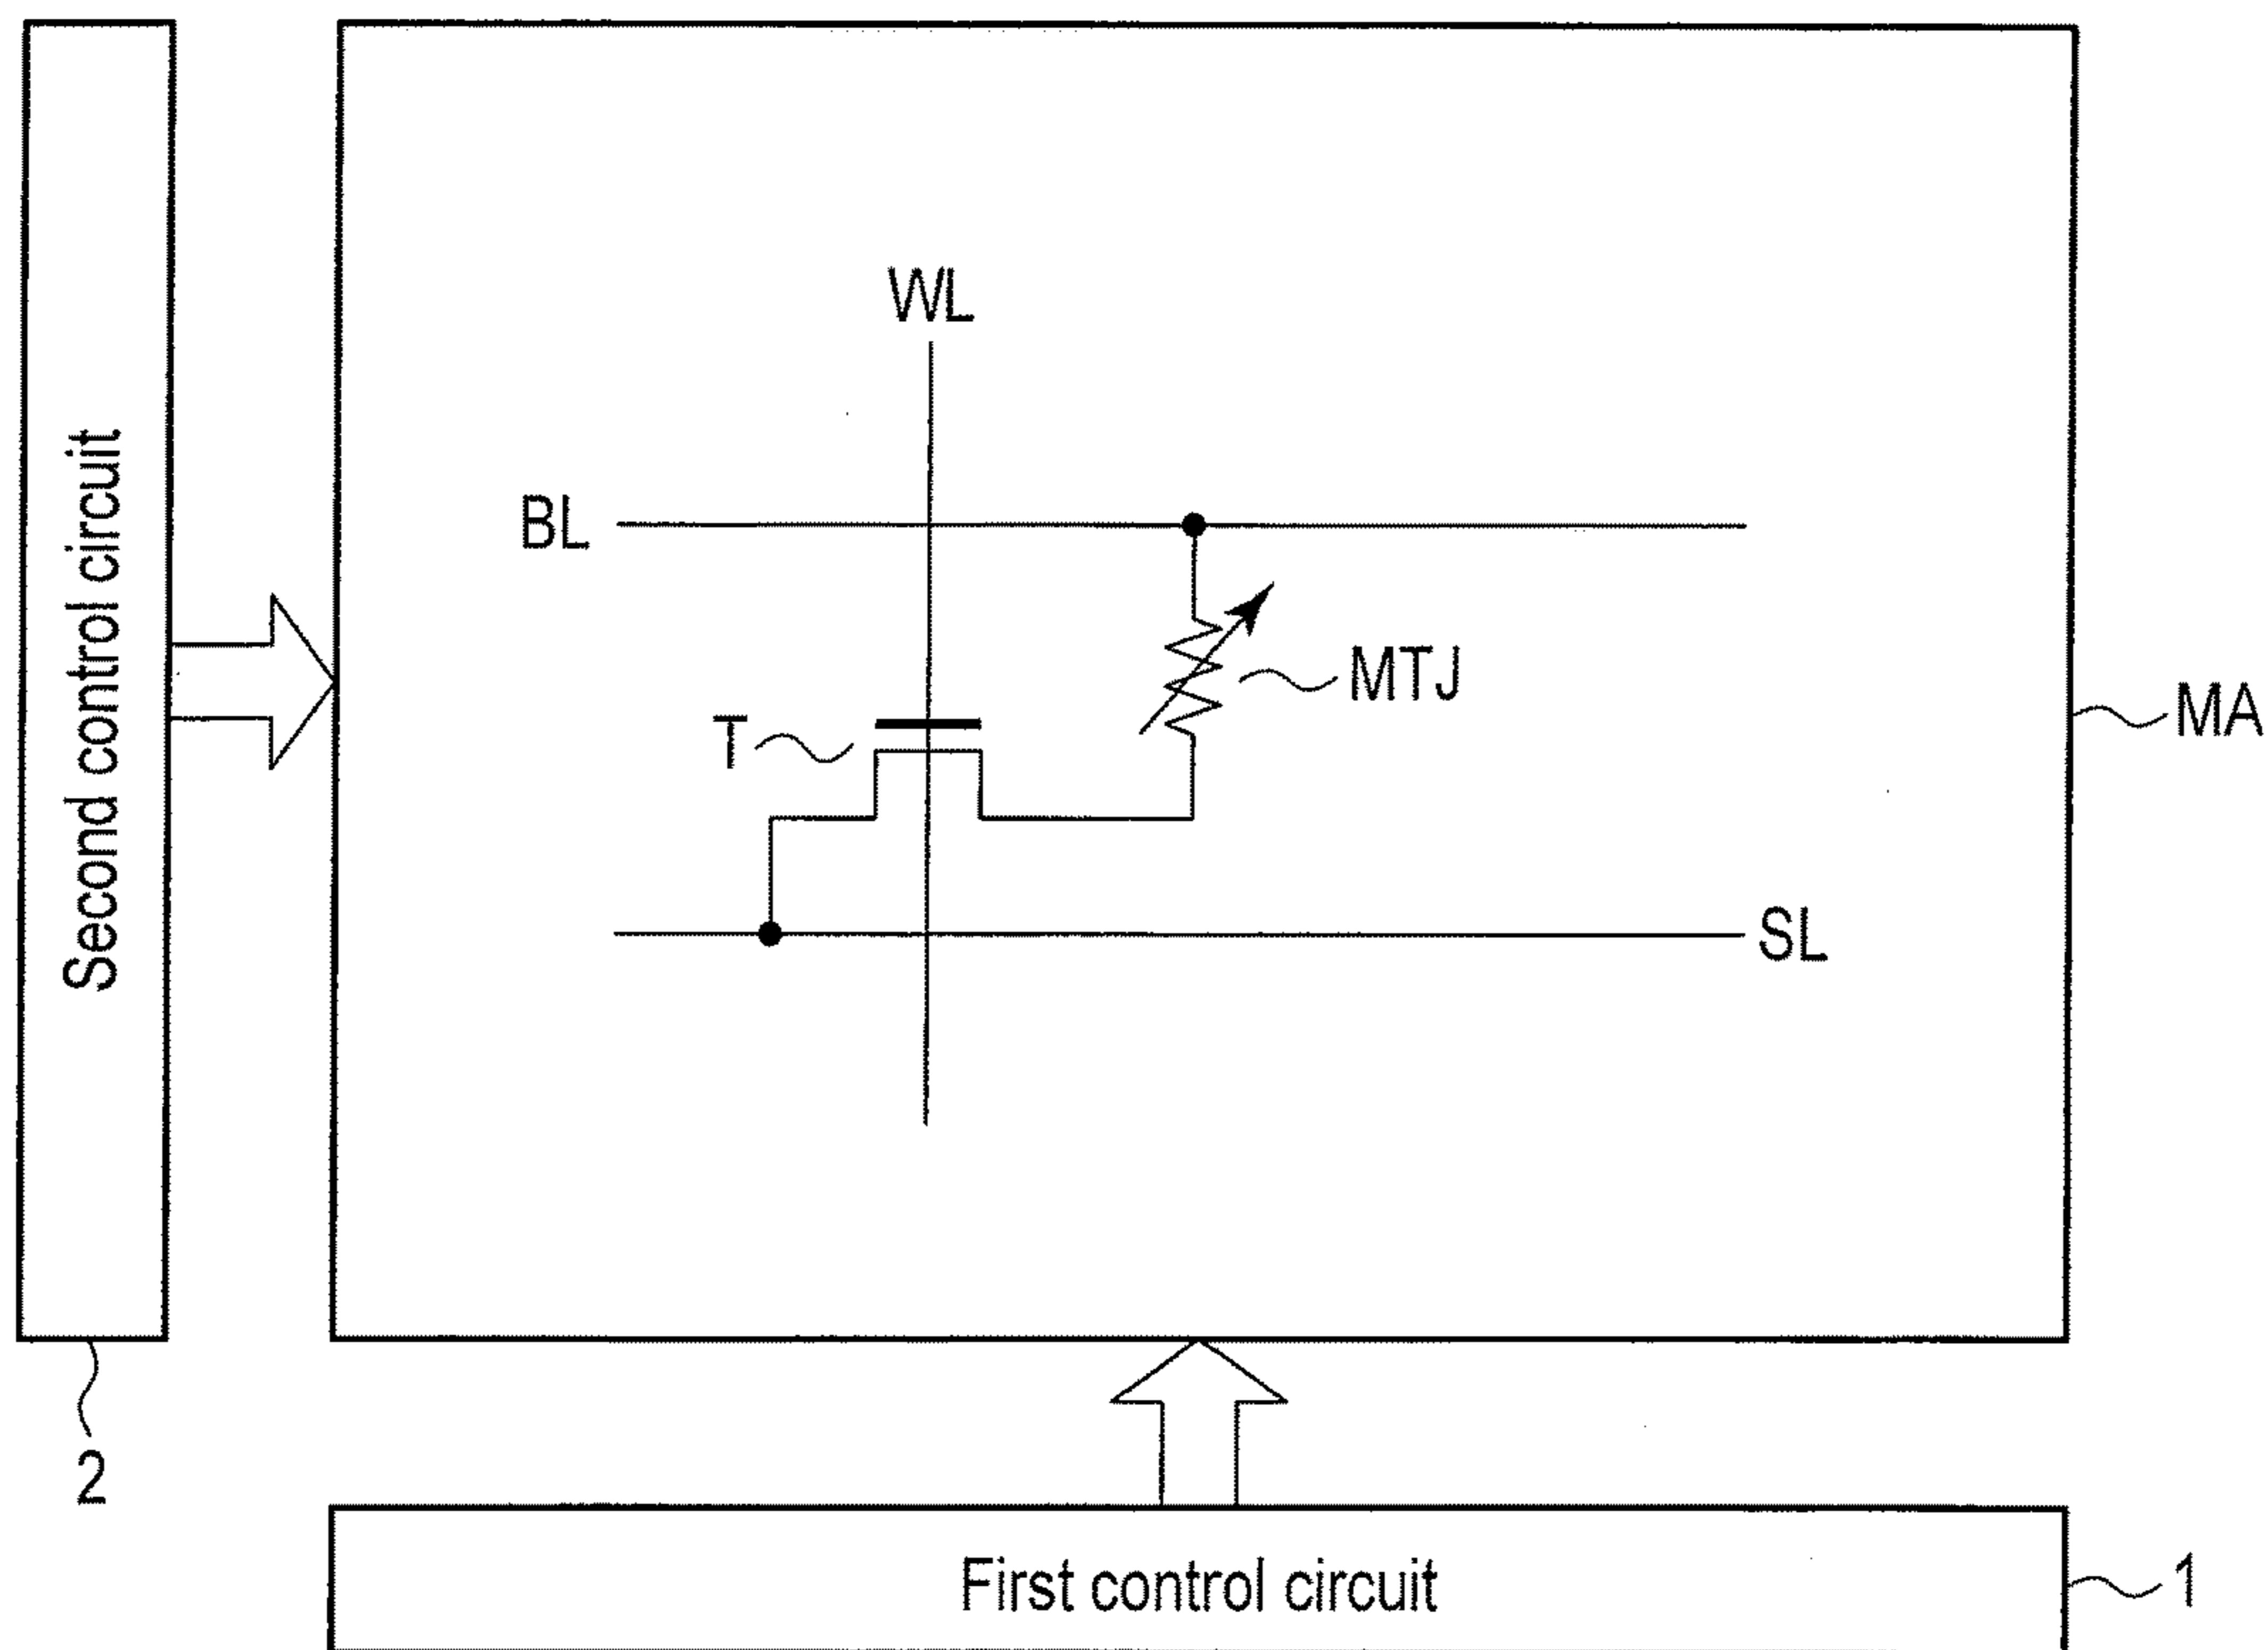 Second control circuit
WL
BL
MTJ
T
MA
SL
2
First control circuit
1